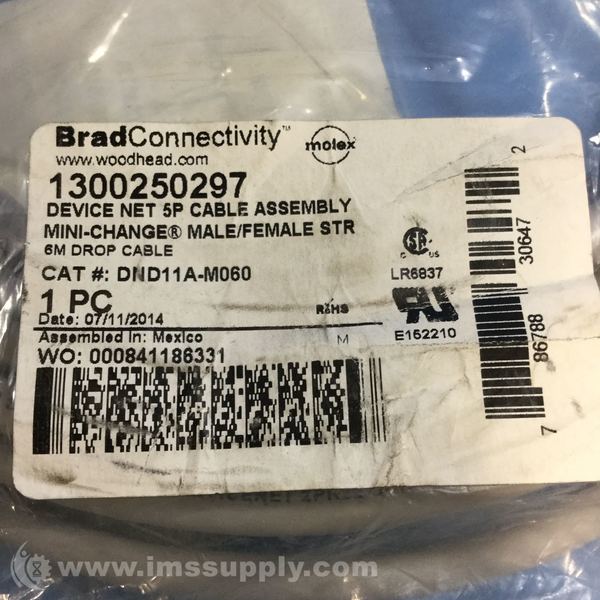 BradConnectivity™
molex
www.woodhead.com
1300250297
DEVICE NET 5P CABLE ASSEMBLY
MINI-CHANGE® MALE/FEMALE STR
6M DROP CABLE
CAT #: DND11A-M060
1 PC
Date: 07/11/2014
RoHS
Assembled In: Mexico
M
WO: 000841186331
C US
LR6837
E152210
7 86788 30647 2
www.imssupply.com